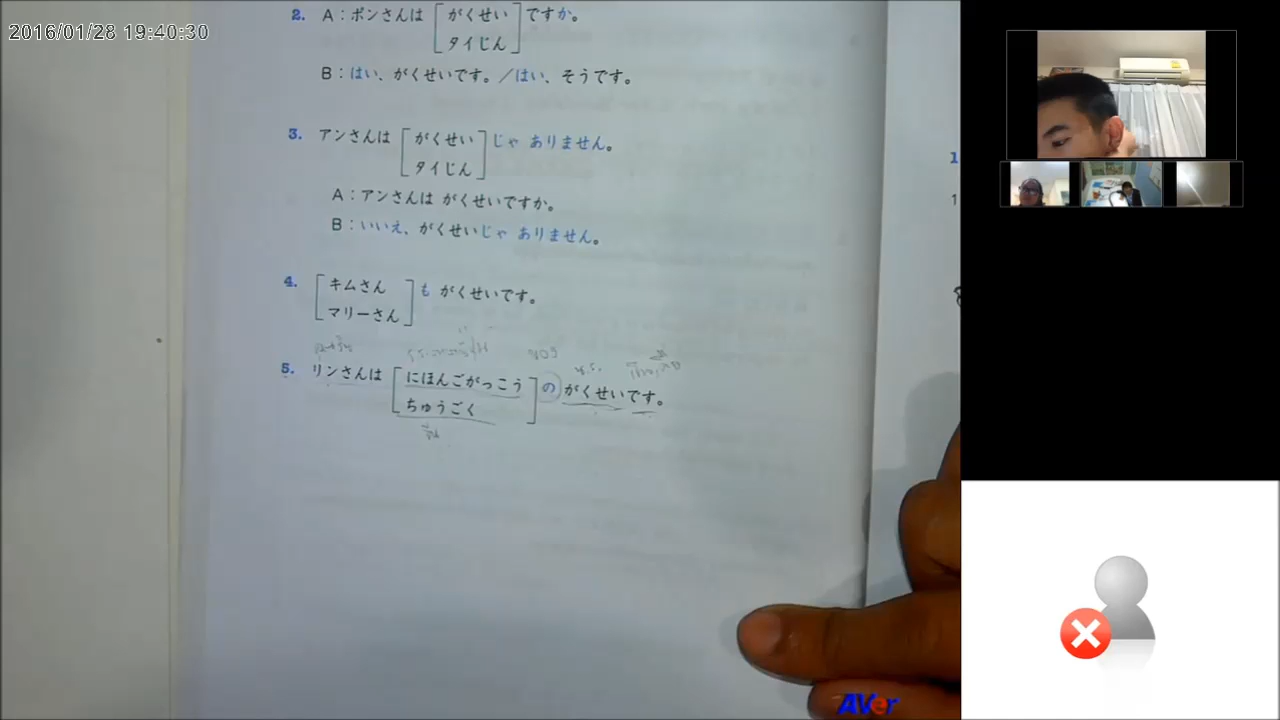 2016/01/28 19:40:30
2. A：ポンさんは [がくせい] ですか。
[タイじん]
B：はい、がくせいです。／はい、そうです。
3. アンさんは [がくせい] じゃ ありません。
[タイじん]
A：アンさんは がくせいですか。
B：いいえ、がくせいじゃ ありません。
4. [キムさん] も がくせいです。
[マリーさん]
5. リンさんは [にほんごがっこう] の がくせいです。
[ちゅうごく]
1
1
AVer